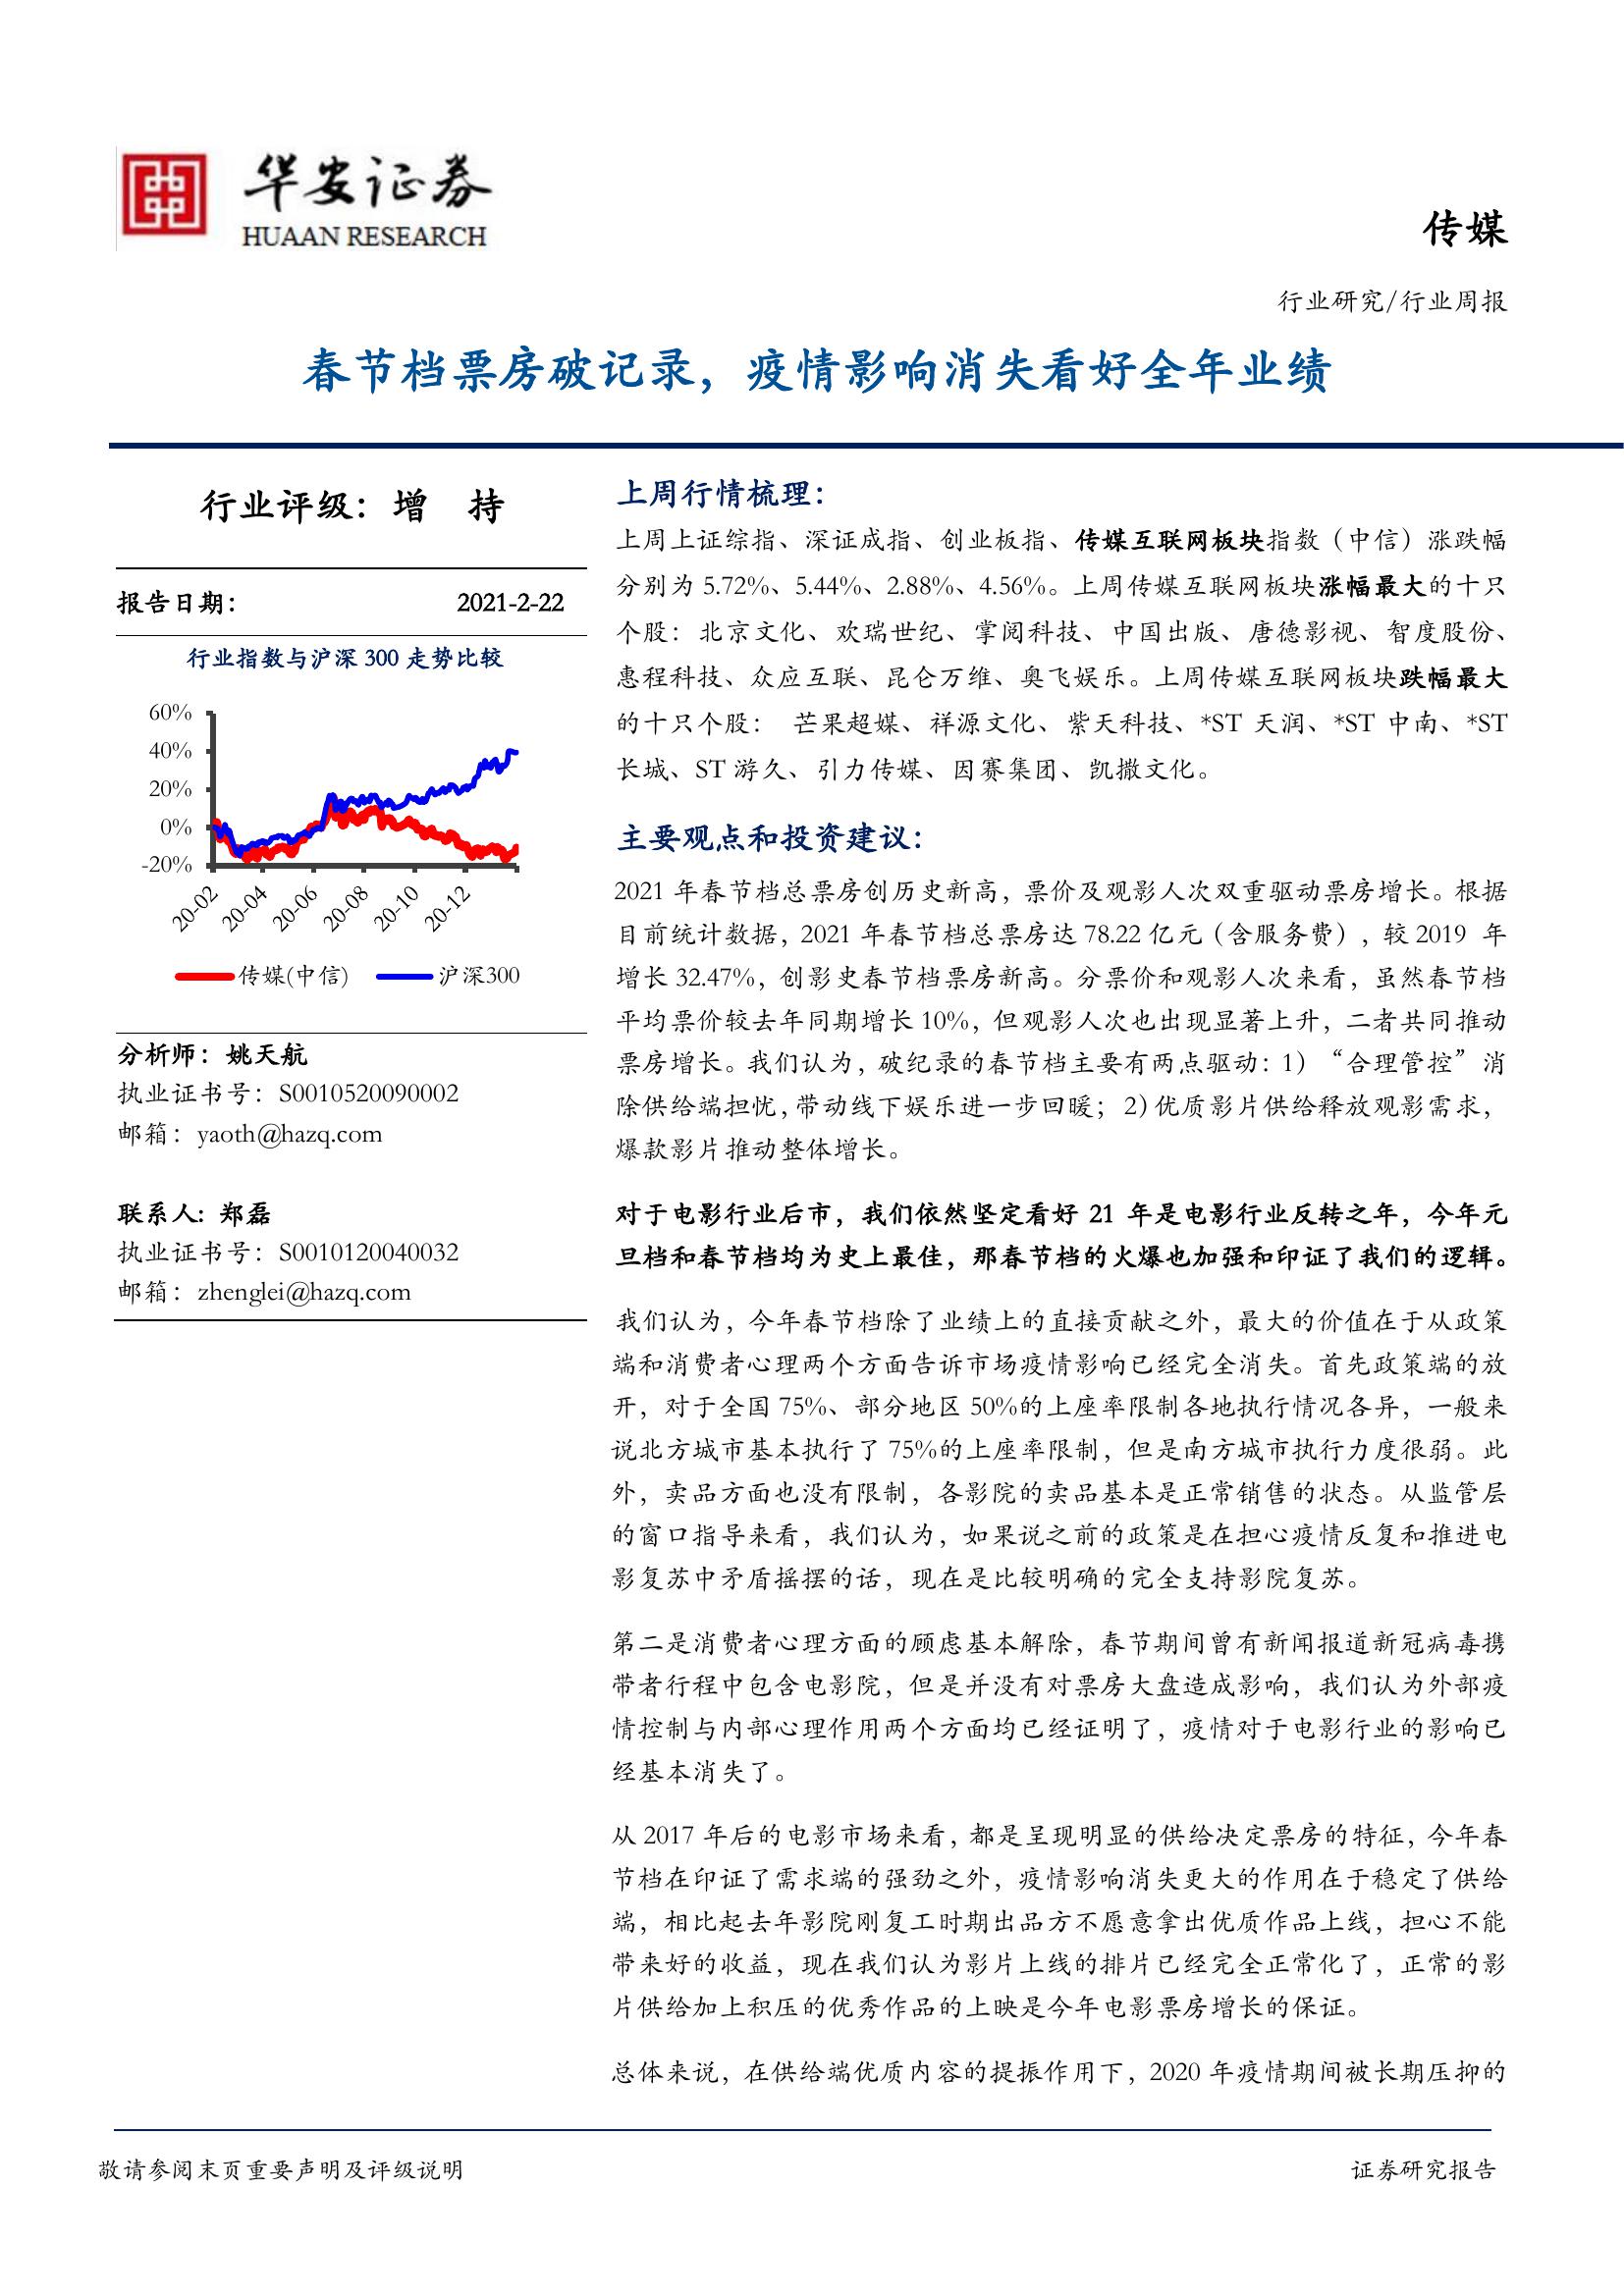 华安证券
HUAAN RESEARCH
传媒
行业研究/行业周报
春节档票房破记录，疫情影响消失看好全年业绩
行业评级：增 持
报告日期： 2021-2-22
行业指数与沪深 300 走势比较
60%
40%
20%
0%
-20%
20-02
20-04
20-06
20-08
20-10
20-12
传媒(中信) 沪深300
分析师：姚天航
执业证书号：S0010520090002
邮箱：yaoth@hazq.com
联系人：郑磊
执业证书号：S0010120040032
邮箱：zhenglei@hazq.com
上周行情梳理：
上周上证综指、深证成指、创业板指、传媒互联网板块指数（中信）涨跌幅
分别为 5.72%、5.44%、2.88%、4.56%。上周传媒互联网板块涨幅最大的十只
个股：北京文化、欢瑞世纪、掌阅科技、中国出版、唐德影视、智度股份、
惠程科技、众应互联、昆仑万维、奥飞娱乐。上周传媒互联网板块跌幅最大
的十只个股： 芒果超媒、祥源文化、紫天科技、*ST 天润、*ST 中南、*ST
长城、ST 游久、引力传媒、因赛集团、凯撒文化。
主要观点和投资建议：
2021 年春节档总票房创历史新高，票价及观影人次双重驱动票房增长。根据
目前统计数据，2021 年春节档总票房达 78.22 亿元（含服务费），较 2019 年
增长 32.47%，创影史春节档票房新高。分票价和观影人次来看，虽然春节档
平均票价较去年同期增长 10%，但观影人次也出现显著上升，二者共同推动
票房增长。我们认为，破纪录的春节档主要有两点驱动：1）“合理管控”消
除供给端担忧，带动线下娱乐进一步回暖；2）优质影片供给释放观影需求，
爆款影片推动整体增长。
对于电影行业后市，我们依然坚定看好 21 年是电影行业反转之年，今年元
旦档和春节档均为史上最佳，那春节档的火爆也加强和印证了我们的逻辑。
我们认为，今年春节档除了业绩上的直接贡献之外，最大的价值在于从政策
端和消费者心理两个方面告诉市场疫情影响已经完全消失。首先政策端的放
开，对于全国 75%、部分地区 50%的上座率限制各地执行情况各异，一般来
说北方城市基本执行了 75%的上座率限制，但是南方城市执行力度很弱。此
外，卖品方面也没有限制，各影院的卖品基本是正常销售的状态。从监管层
的窗口指导来看，我们认为，如果说之前的政策是在担心疫情反复和推进电
影复苏中矛盾摇摆的话，现在是比较明确的完全支持影院复苏。
第二是消费者心理方面的顾虑基本解除，春节期间曾有新闻报道新冠病毒携
带者行程中包含电影院，但是并没有对票房大盘造成影响，我们认为外部疫
情控制与内部心理作用两个方面均已经证明了，疫情对于电影行业的影响已
经基本消失了。
从 2017 年后的电影市场来看，都是呈现明显的供给决定票房的特征，今年春
节档在印证了需求端的强劲之外，疫情影响消失更大的作用在于稳定了供给
端，相比起去年影院刚复工时期出品方不愿意拿出优质作品上线，担心不能
带来好的收益，现在我们认为影片上线的排片已经完全正常化了，正常的影
片供给加上积压的优秀作品的上映是今年电影票房增长的保证。
总体来说，在供给端优质内容的提振作用下，2020 年疫情期间被长期压抑的
敬请参阅末页重要声明及评级说明 证券研究报告